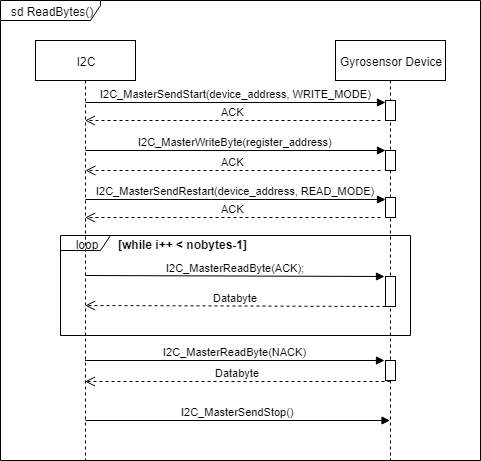 sd ReadBytes()
I2C
Gyrosensor Device
I2C_MasterSendStart(device_address, WRITE_MODE)
ACK
I2C_MasterWriteByte(register_address)
ACK
I2C_MasterSendRestart(device_address, READ_MODE)
ACK
loop
[while i++ < nobytes-1]
I2C_MasterReadByte(ACK);
Databyte
I2C_MasterReadByte(NACK)
Databyte
I2C_MasterSendStop()